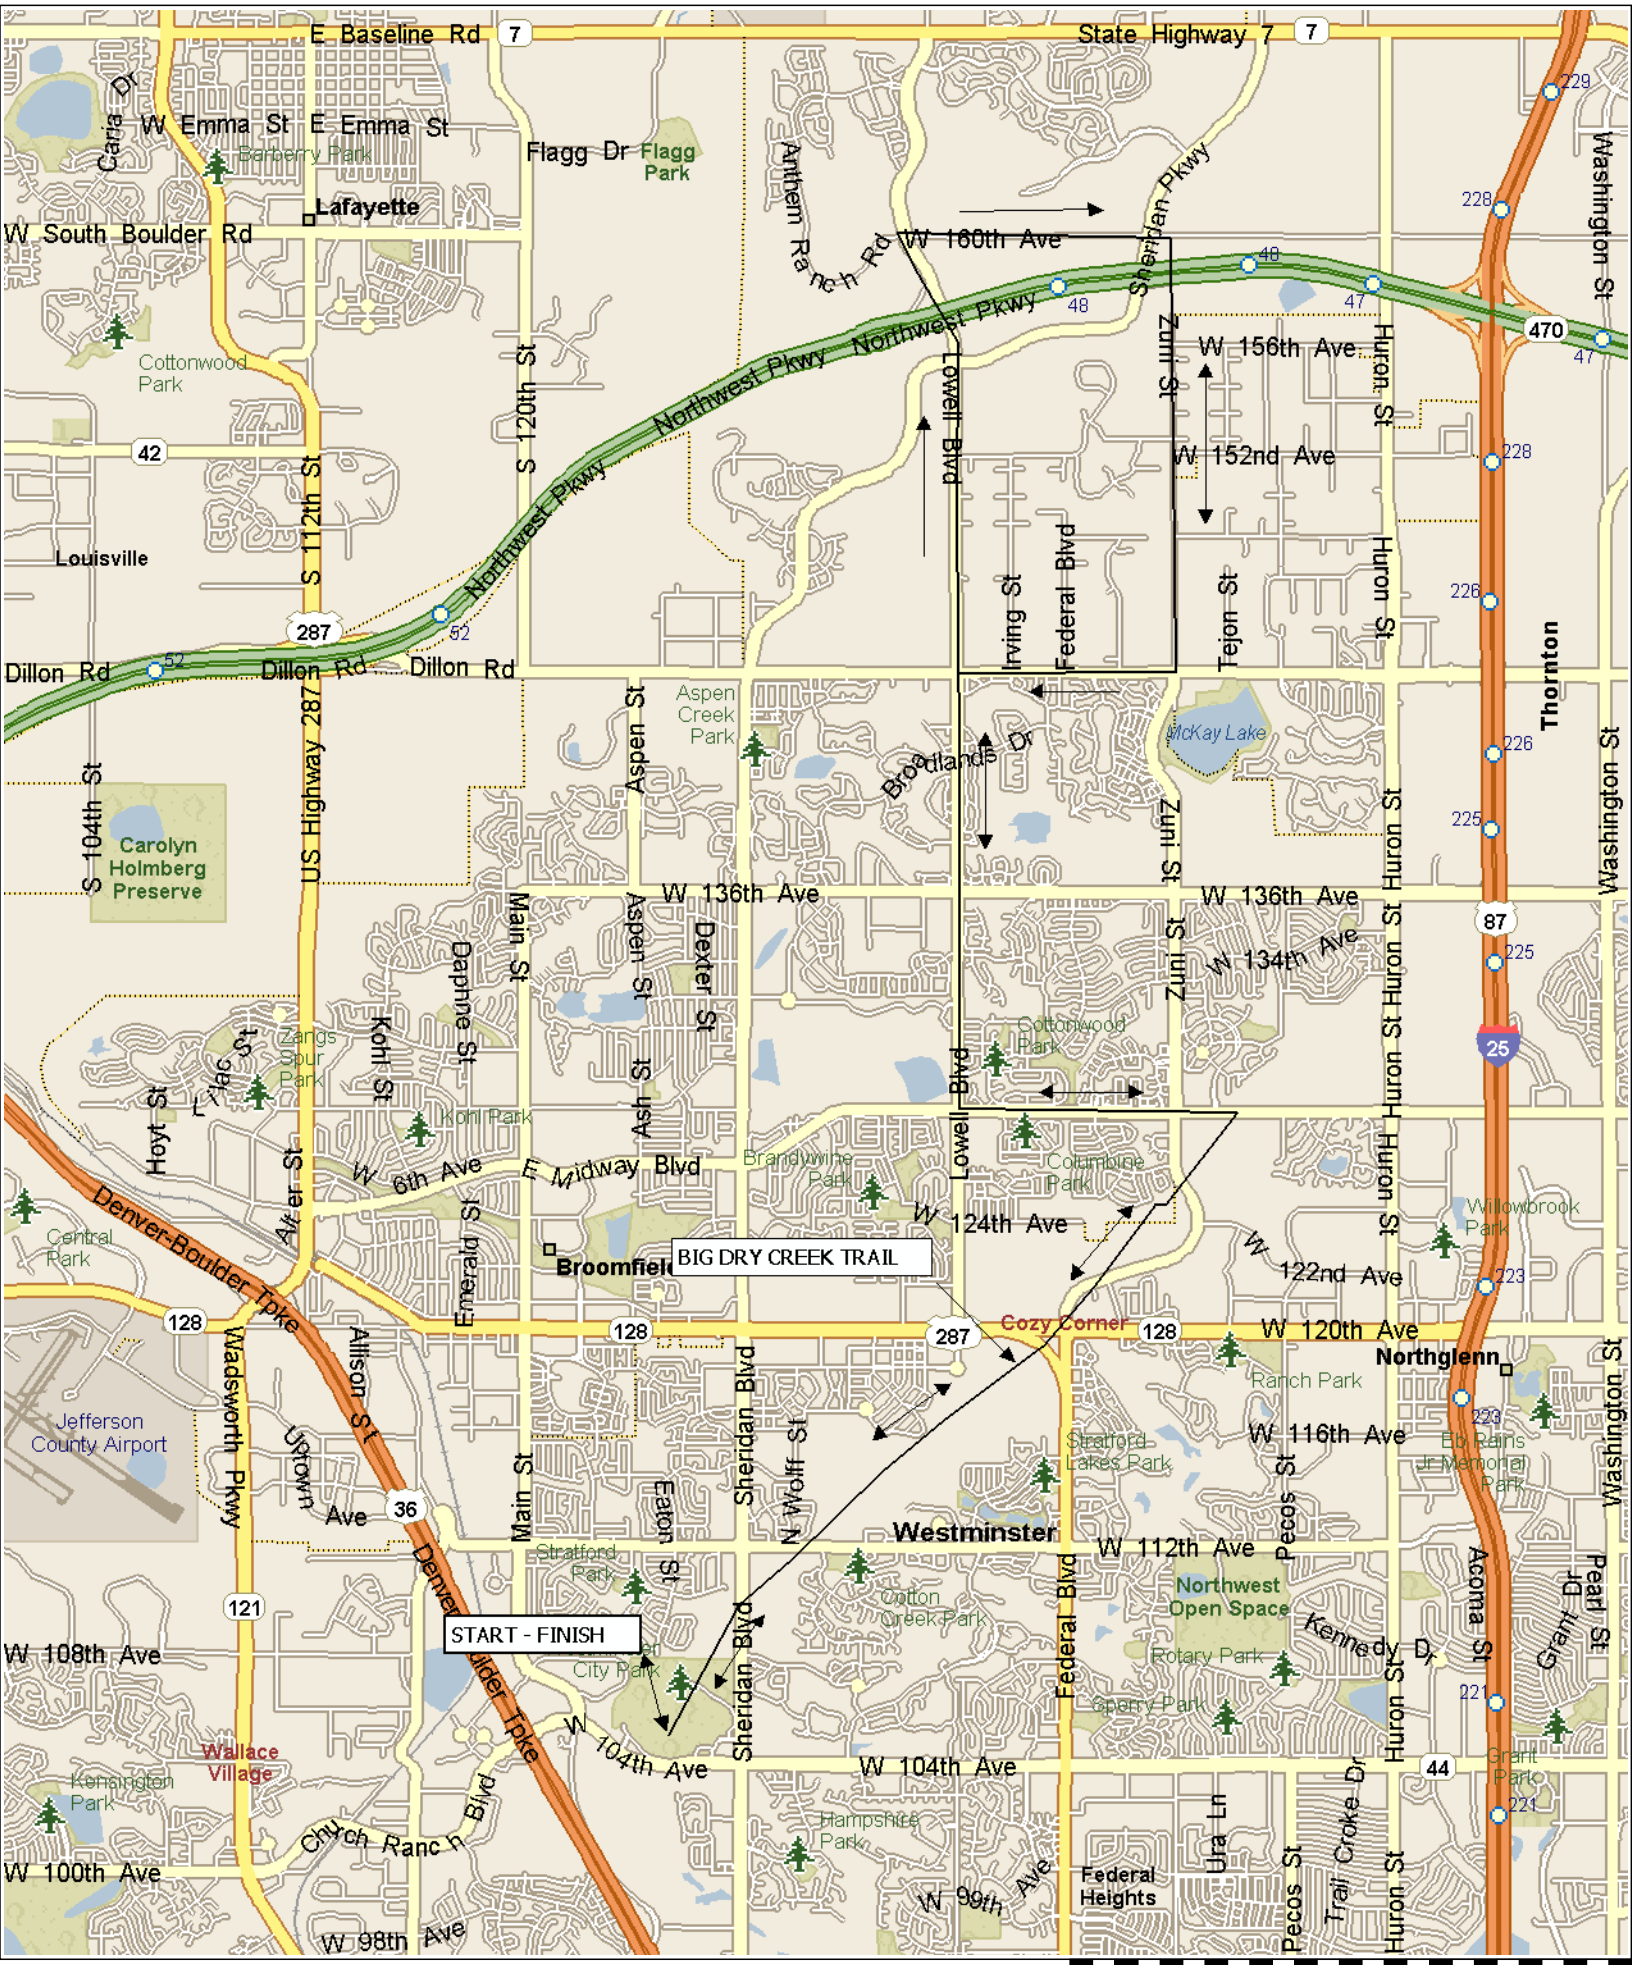 E Baseline Rd
7
State Highway 7
7
229
Caria Dr
W Emma St
E Emma St
Barberry Park
Flagg Dr
Flagg
Park
Anthem Ranch Rd
Sheridan Pkwy
Washington St
228
Lafayette
W South Boulder Rd
W 160th Ave
48
48
47
470
47
Northwest Pkwy
Northwest Pkwy
Northwest Pkwy
Northwest Pkwy
Cottonwood
Park
S 120th St
Lowell Blvd
Zuni St
W 156th Ave
Huron St
42
S 112th St
W 152nd Ave
228
Louisville
Irving St
Federal Blvd
Tejon St
Huron St
226
287
52
52
Dillon Rd
Dillon Rd
Dillon Rd
Thornton
Aspen
Creek
Park
Aspen St
McKay Lake
Broadlands Dr
226
S 104th St
US Highway 287
Carolyn
Holmberg
Preserve
Zuni St
Huron St
225
Washington St
W 136th Ave
W 136th Ave
Main St
Aspen St
Dexter St
Daphne St
87
225
Zuni St
W 134th Ave
Huron St
Huron St
Zangs
Spur
Park
Kohl St
Lilac St
Hoyt St
Cottonwood
Park
25
Lowell Blvd
Ash St
Kohl Park
Huron St
Alter St
W 6th Ave
E Midway Blvd
Brandywine
Park
Columbine
Park
Willowbrook
Park
Central
Park
Denver-Boulder Tpke
Emerald St
W 124th Ave
W 122nd Ave
Broomfield
BIG DRY CREEK TRAIL
223
128
128
287
Cozy Corner
128
W 120th Ave
Northglenn
Wadsworth Pkwy
Allison St
Sheridan Blvd
Ranch Park
223
Jefferson
County Airport
Uptown
Ave
N Wolff St
Stratford
Lakes Park
W 116th Ave
Eb Rains
Jr Memorial
Park
Washington St
36
Main St
Eaton St
Westminster
Pecos St
W 112th Ave
Stratford
Park
Denver-Boulder Tpke
Cotton
Creek Park
Federal Blvd
Northwest
Open Space
Acoma St
Grant Dr
Pearl St
121
START - FINISH
City Park
Sheridan Blvd
W 108th Ave
Kennedy Dr
Rotary Park
Huron St
Sperry Park
221
W 104th Ave
W 104th Ave
44
Wallace
Village
Kensington
Park
Grant
Park
221
Church Ranch Blvd
Hampshire
Park
Ura Ln
Trail Croke Dr
W 100th Ave
W 99th Ave
Federal
Heights
Pecos St
Huron St
W 98th Ave